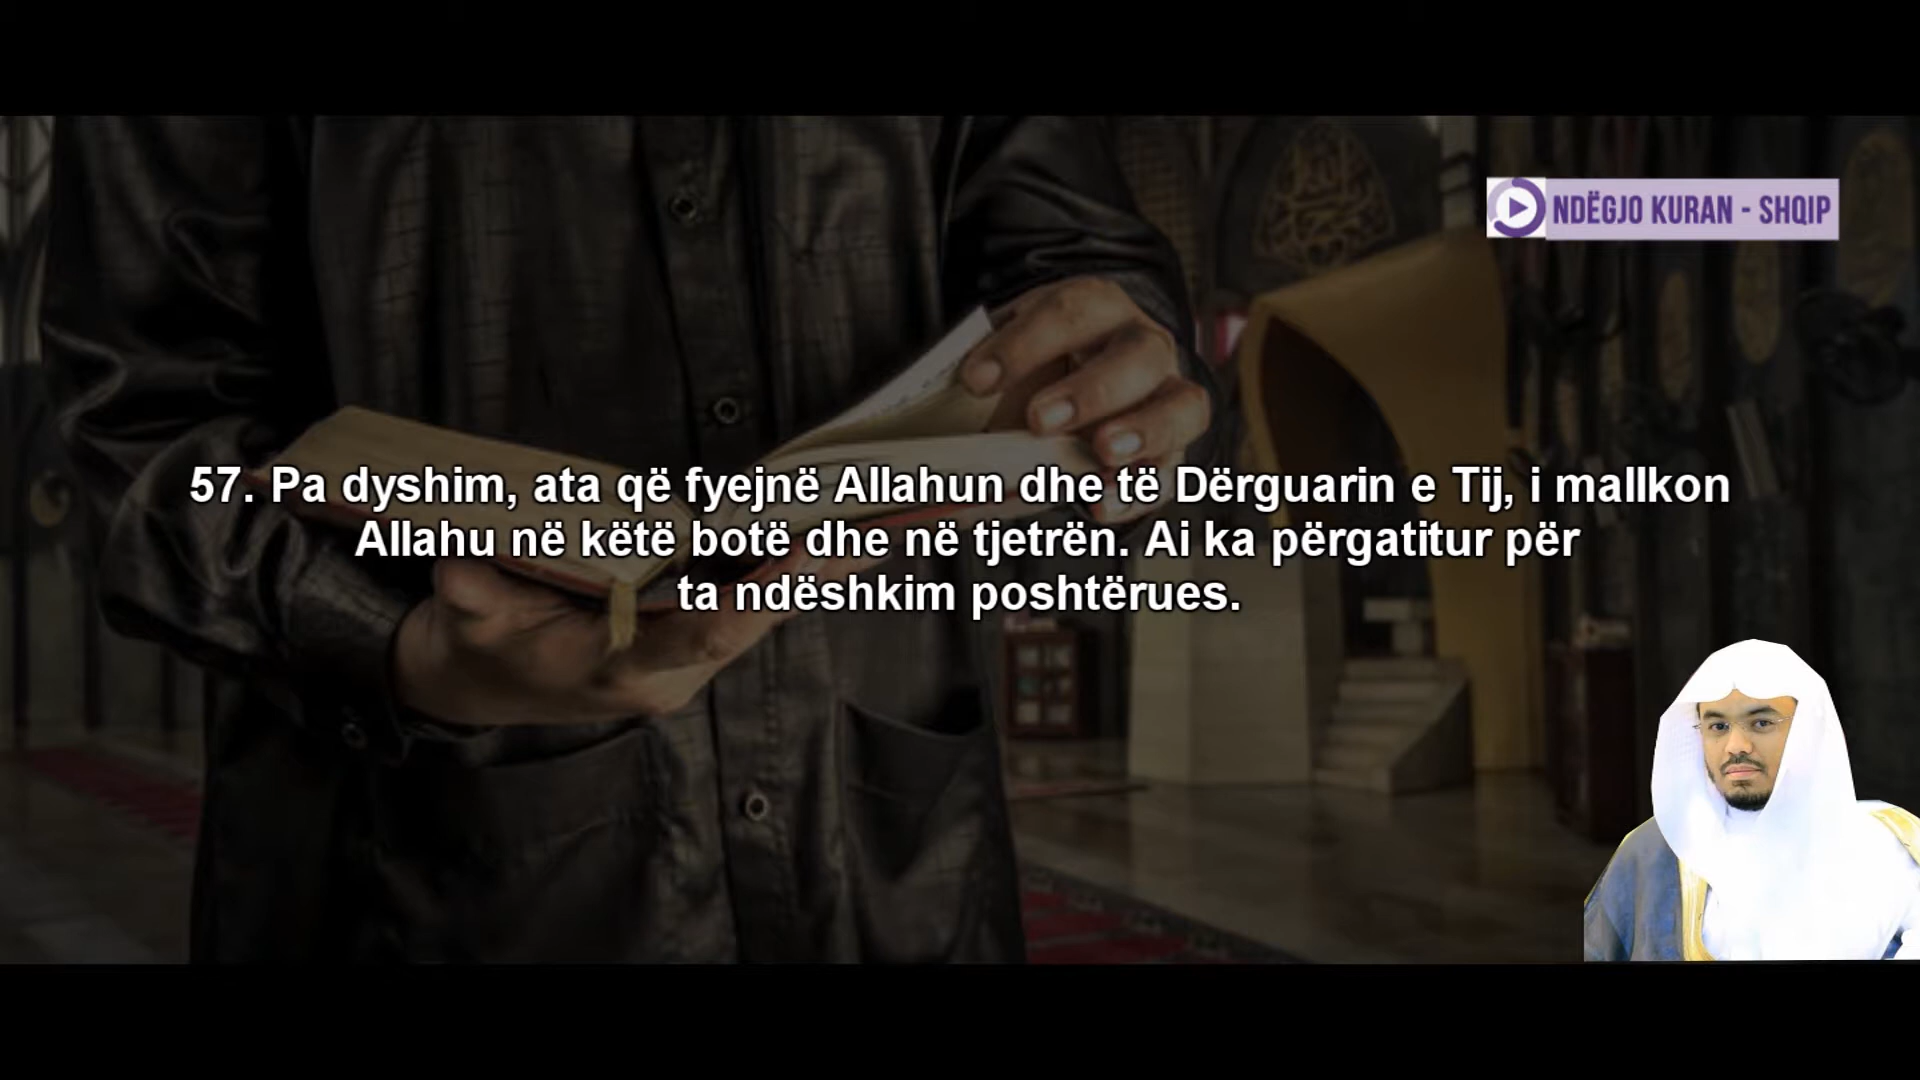 NDËGJO KURAN - SHQIP
57. Pa dyshim, ata që fyejnë Allahun dhe të Dërguarin e Tij, i mallkon
Allahu në këtë botë dhe në tjetrën. Ai ka përgatitur për
ta ndëshkim poshtërues.